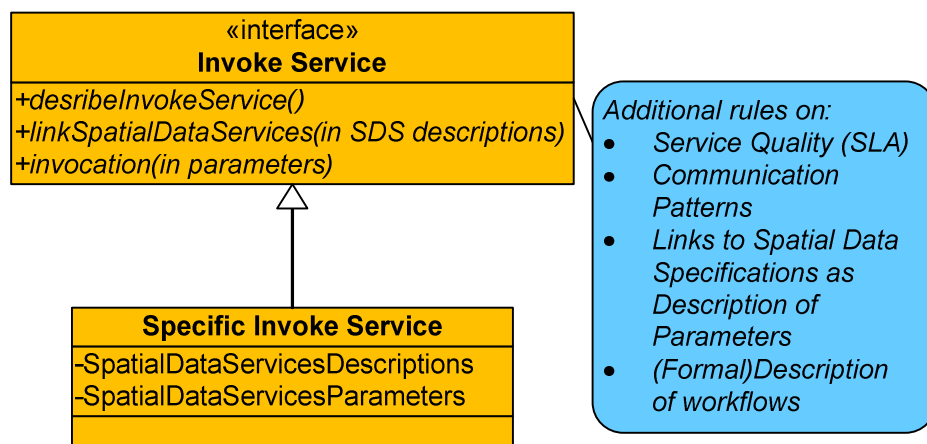 «interface»
Invoke Service
+desribeInvokeService()
+linkSpatialDataServices(in SDS descriptions)
+invocation(in parameters)
Additional rules on:
• Service Quality (SLA)
• Communication
Patterns
• Links to Spatial Data
Specifications as
Description of
Parameters
• (Formal)Description
of workflows
Specific Invoke Service
-SpatialDataServicesDescriptions
-SpatialDataServicesParameters